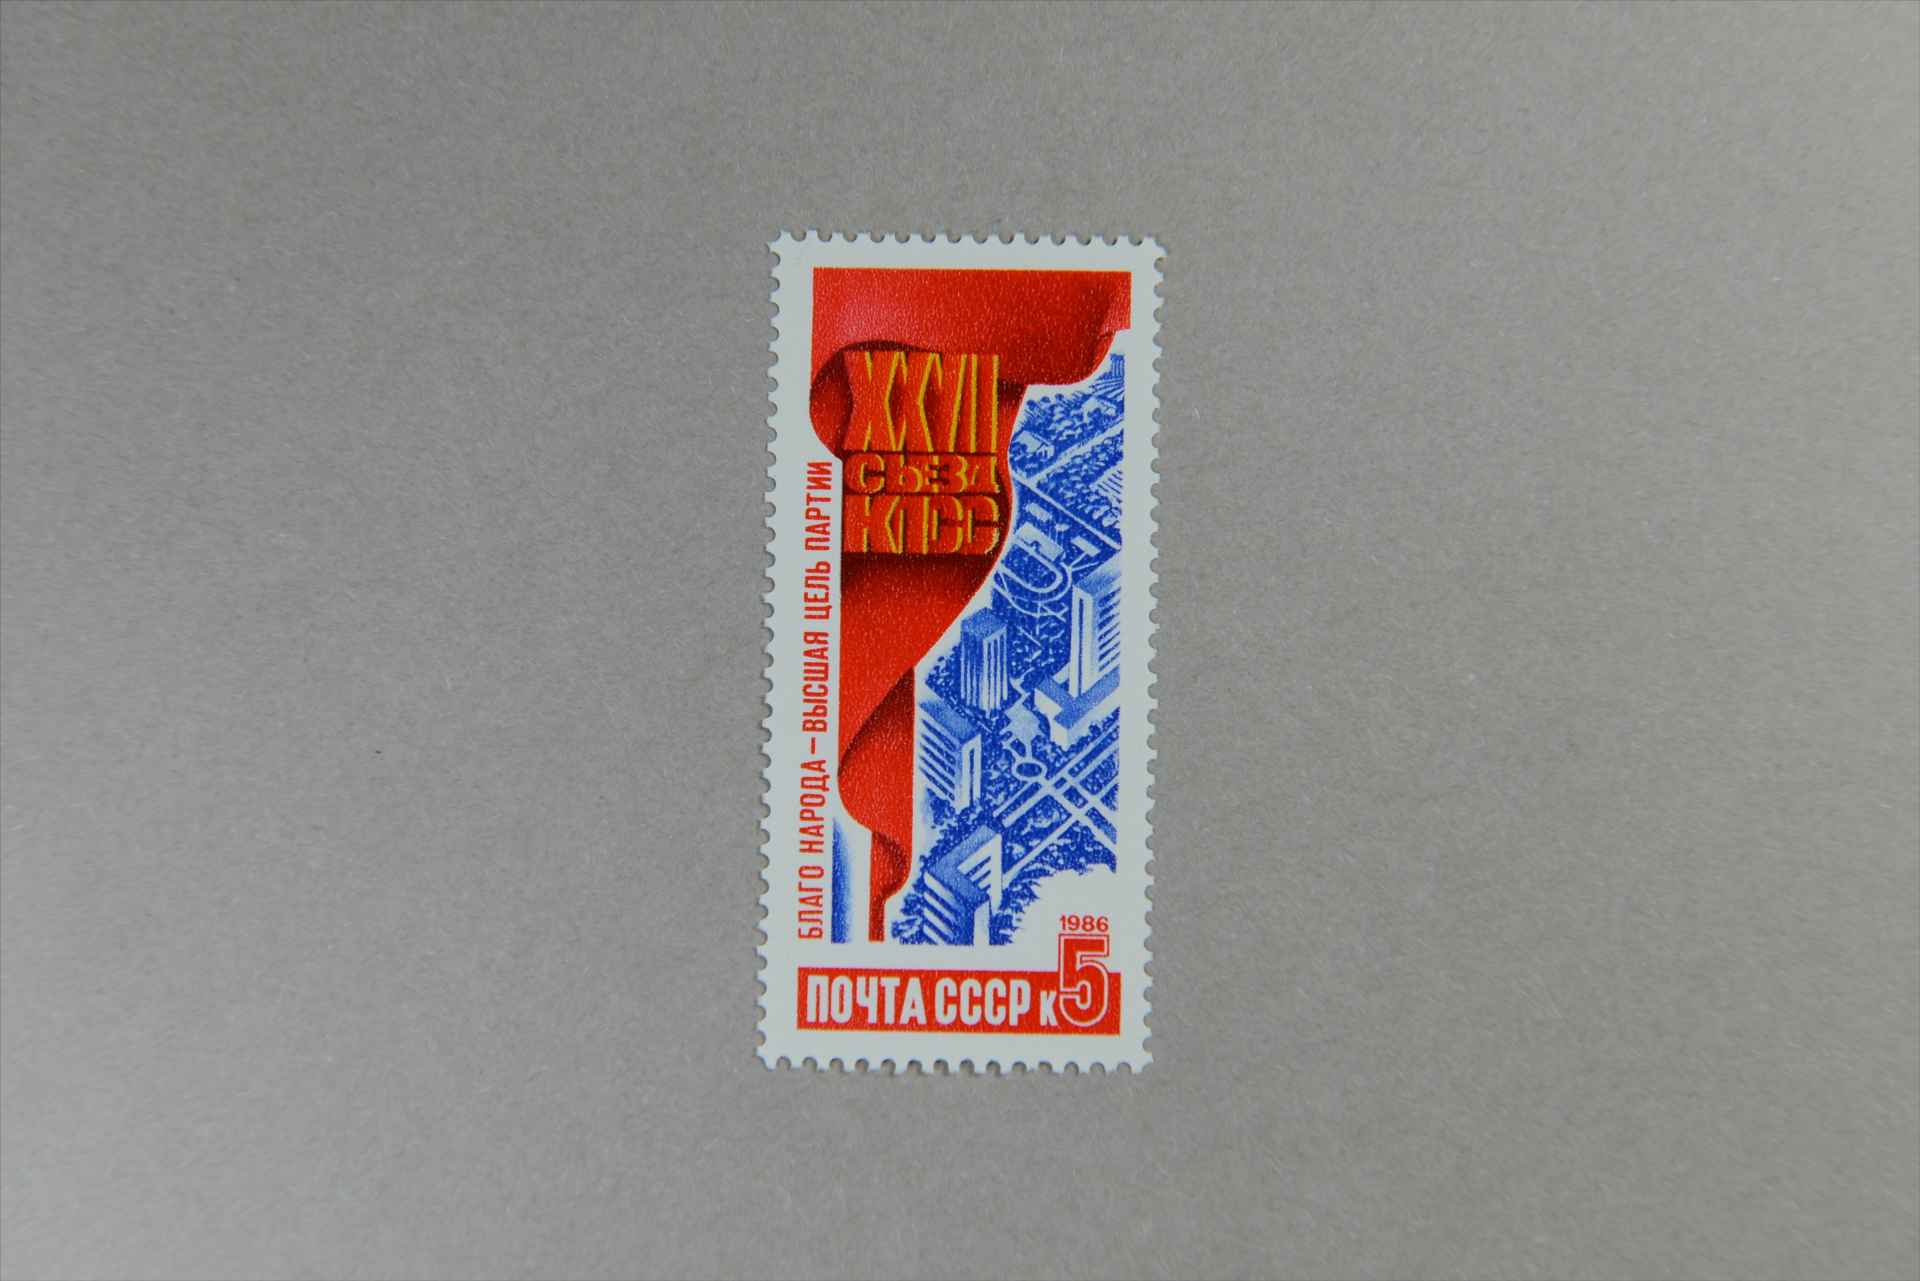 XXVII
СЪЕЗД
КПСС
БЛАГО НАРОДА – ВЫСШАЯ ЦЕЛЬ ПАРТИИ
1986
ПОЧТА СССР К5